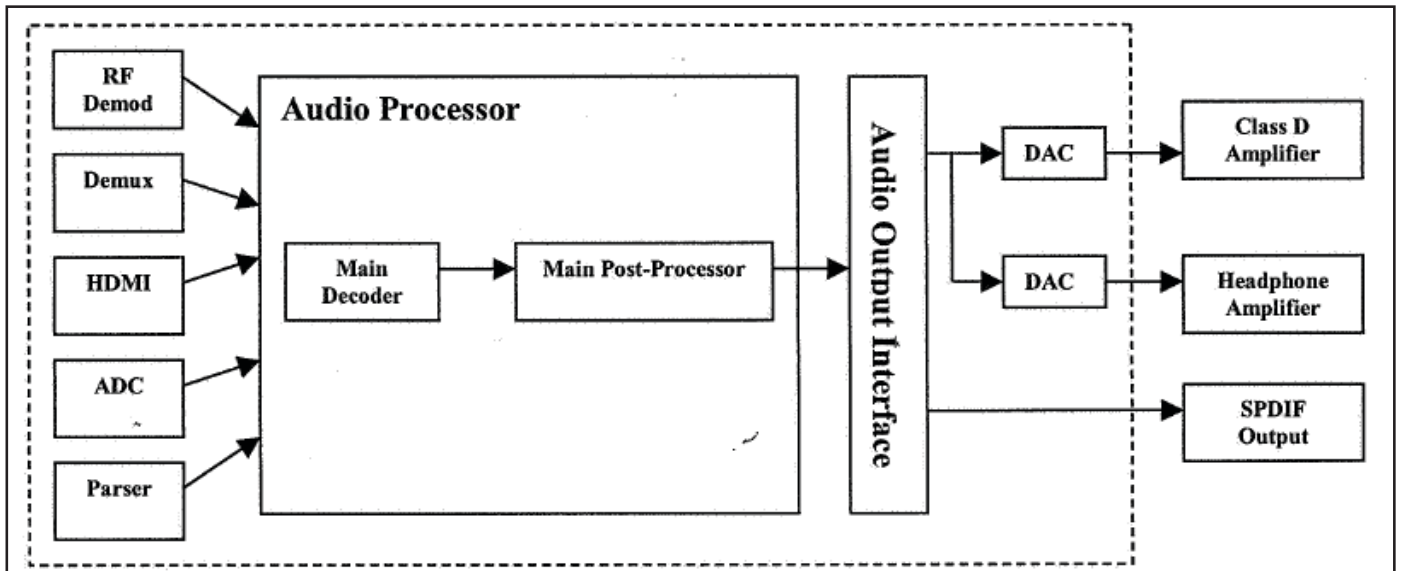 RF
Demod
Demux
HDMI
ADC
Parser
Audio Processor
Main
Decoder
Main Post-Processor
Audio Output Interface
DAC
DAC
Class D
Amplifier
Headphone
Amplifier
SPDIF
Output